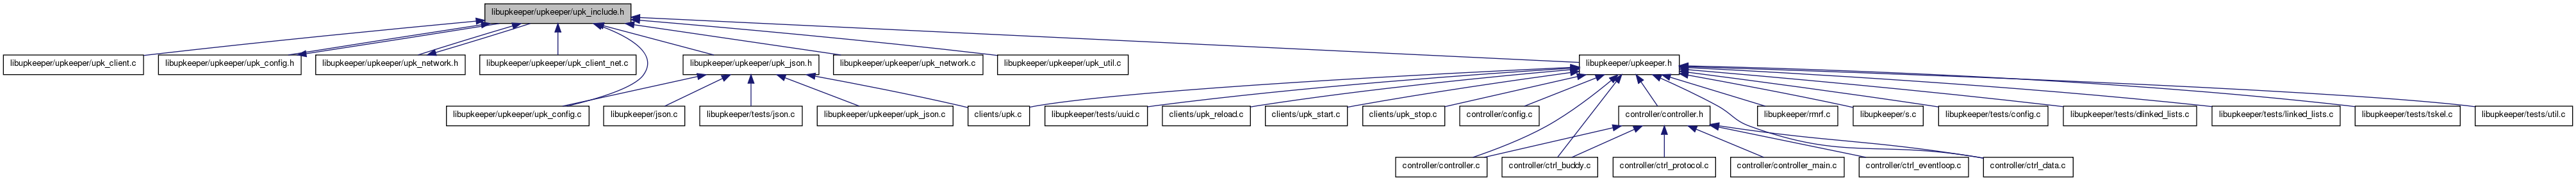 libupkeeper/upkeeper/upk_include.h
libupkeeper/upkeeper/upk_client.c
libupkeeper/upkeeper/upk_config.h
libupkeeper/upkeeper/upk_network.h
libupkeeper/upkeeper/upk_client_net.c
libupkeeper/upkeeper/upk_json.h
libupkeeper/upkeeper/upk_network.c
libupkeeper/upkeeper/upk_util.c
libupkeeper/upkeeper.h
libupkeeper/upkeeper/upk_config.c
libupkeeper/json.c
libupkeeper/tests/json.c
libupkeeper/upkeeper/upk_json.c
clients/upk.c
libupkeeper/tests/uuid.c
clients/upk_reload.c
clients/upk_start.c
clients/upk_stop.c
controller/config.c
controller/controller.h
libupkeeper/rmrf.c
libupkeeper/s.c
libupkeeper/tests/config.c
libupkeeper/tests/dlinked_lists.c
libupkeeper/tests/linked_lists.c
libupkeeper/tests/tskel.c
libupkeeper/tests/util.c
controller/controller.c
controller/ctrl_buddy.c
controller/ctrl_protocol.c
controller/controller_main.c
controller/ctrl_eventloop.c
controller/ctrl_data.c